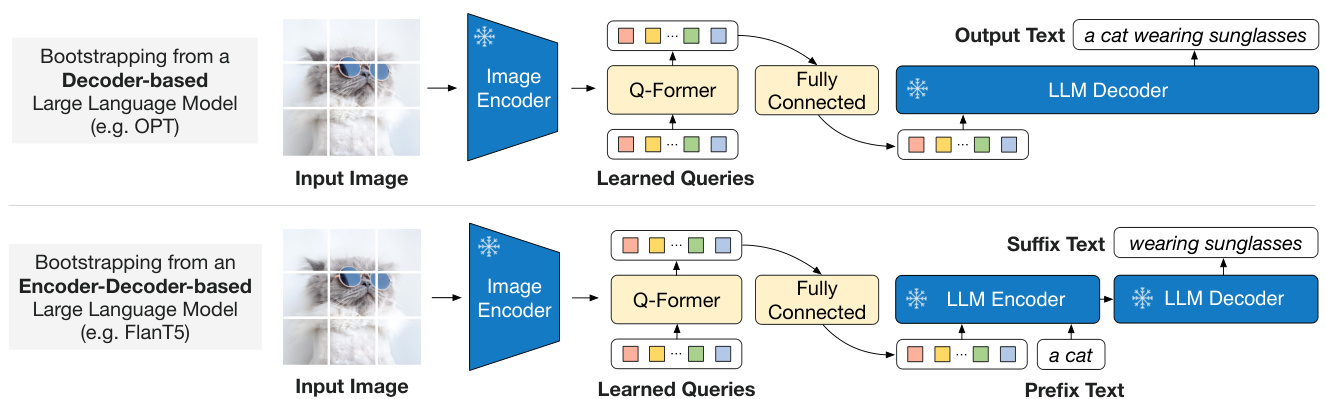 Bootstrapping from a
Decoder-based
Large Language Model
(e.g. OPT)
Input Image
Image
Encoder
Q-Former
Learned Queries
Fully
Connected
Output Text
a cat wearing sunglasses
LLM Decoder
Bootstrapping from an
Encoder-Decoder-based
Large Language Model
(e.g. FlanT5)
Input Image
Image
Encoder
Q-Former
Learned Queries
Fully
Connected
Suffix Text
wearing sunglasses
LLM Encoder
LLM Decoder
a cat
Prefix Text